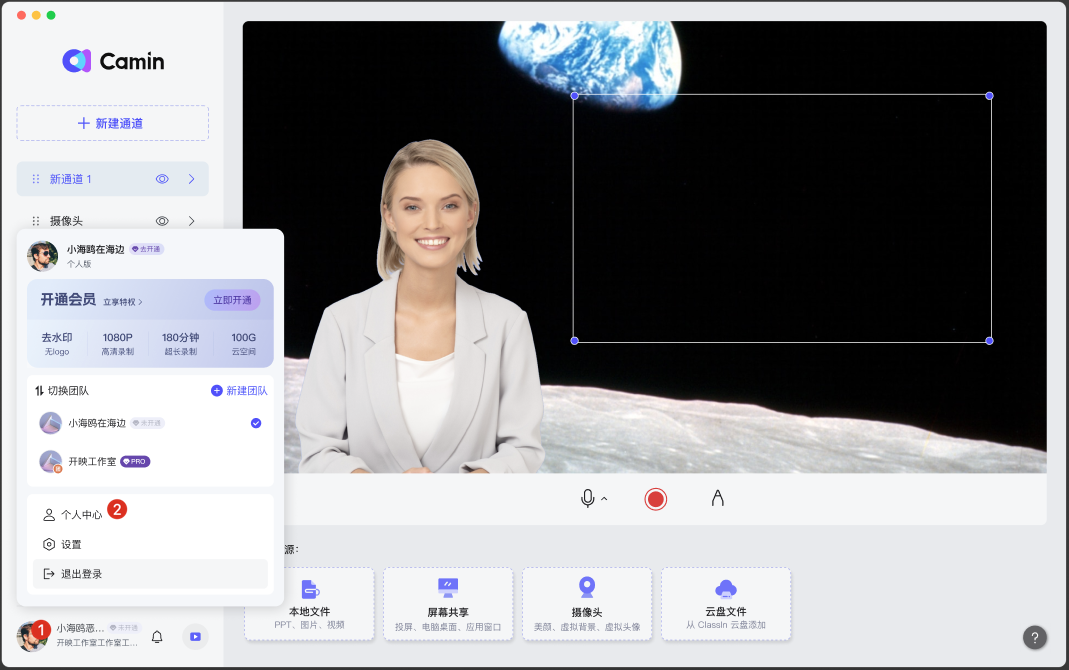 Camin
新建通道
新通道 1
摄像头
小海鸥在海边 去开通
个人版
开通会员 立享特权
立即开通
去水印 1080P 180分钟 100G
无logo 高清录制 超长录制 云空间
切换团队 新建团队
小海鸥在海边 未开通
开映工作室 PRO
个人中心 2
设置
退出登录
1
小海鸥恶... 未开通
开映工作室工作室工...
源:
本地文件
PPT、图片、视频
屏幕共享
投屏、电脑桌面、应用窗口
摄像头
美颜、虚拟背景、虚拟头像
云盘文件
从 ClassIn 云盘添加
?